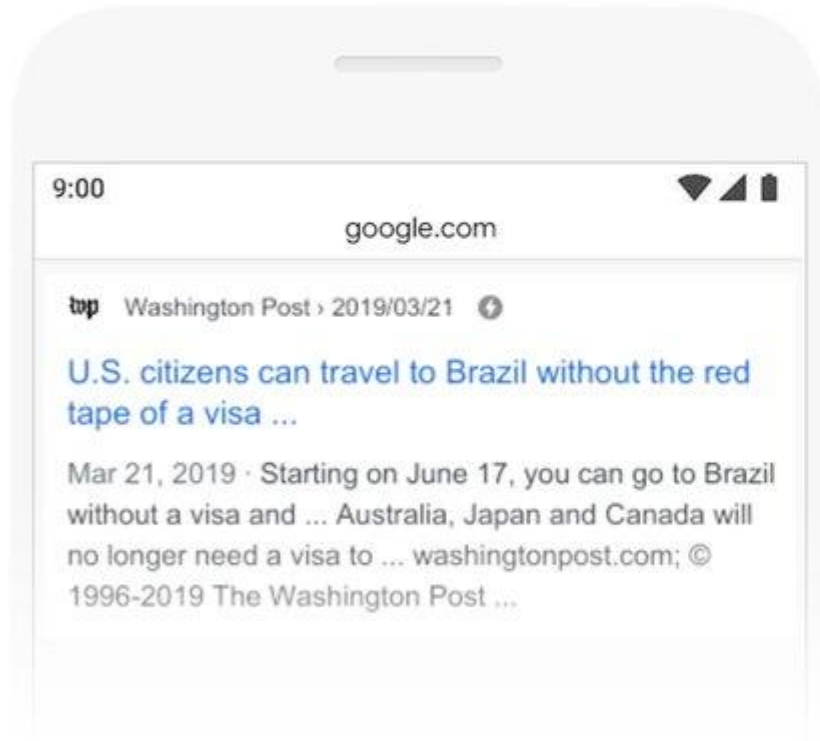 9:00
google.com
wp Washington Post › 2019/03/21
U.S. citizens can travel to Brazil without the red
tape of a visa ...
Mar 21, 2019 · Starting on June 17, you can go to Brazil
without a visa and ... Australia, Japan and Canada will
no longer need a visa to ... washingtonpost.com; ©
1996-2019 The Washington Post ...